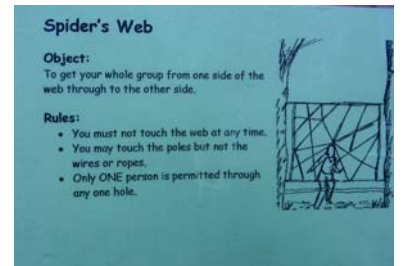 Spider's Web
Object:
To get your whole group from one side of the
web through to the other side.
Rules:
• You must not touch the web at any time.
• You may touch the poles but not the
wires or ropes.
• Only ONE person is permitted through
any one hole.